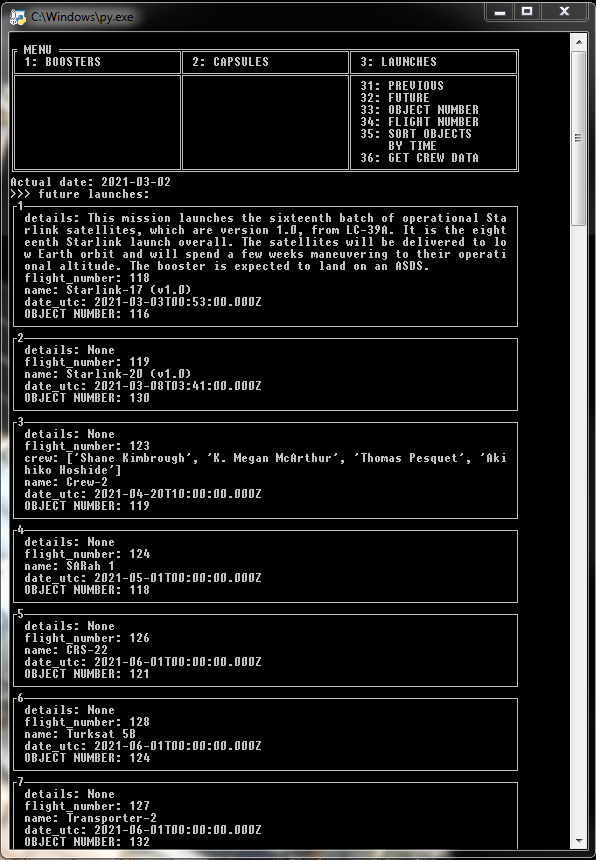 C:\Windows\py.exe
MENU
1: BOOSTERS 2: CAPSULES 3: LAUNCHES
31: PREVIOUS
32: FUTURE
33: OBJECT NUMBER
34: FLIGHT NUMBER
35: SORT OBJECTS
BY TIME
36: GET CREW DATA
Actual date: 2021-03-02
>>> future launches:
1
details: This mission launches the sixteenth batch of operational Sta
rlink satellites, which are version 1.0, from LC-39A. It is the eight
eenth Starlink launch overall. The satellites will be delivered to lo
w Earth orbit and will spend a few weeks maneuvering to their operati
onal altitude. The booster is expected to land on an ASDS.
flight_number: 118
name: Starlink-17 (v1.0)
date_utc: 2021-03-03T00:53:00.000Z
OBJECT NUMBER: 116
2
details: None
flight_number: 119
name: Starlink-20 (v1.0)
date_utc: 2021-03-08T03:41:00.000Z
OBJECT NUMBER: 130
3
details: None
flight_number: 123
crew: ['Shane Kimbrough', 'K. Megan McArthur', 'Thomas Pesquet', 'Aki
hiko Hoshide']
name: Crew-2
date_utc: 2021-04-20T10:00:00.000Z
OBJECT NUMBER: 119
4
details: None
flight_number: 124
name: SARah 1
date_utc: 2021-05-01T00:00:00.000Z
OBJECT NUMBER: 118
5
details: None
flight_number: 126
name: CRS-22
date_utc: 2021-06-01T00:00:00.000Z
OBJECT NUMBER: 121
6
details: None
flight_number: 128
name: Turksat 5B
date_utc: 2021-06-01T00:00:00.000Z
OBJECT NUMBER: 124
7
details: None
flight_number: 127
name: Transporter-2
date_utc: 2021-06-01T00:00:00.000Z
OBJECT NUMBER: 132